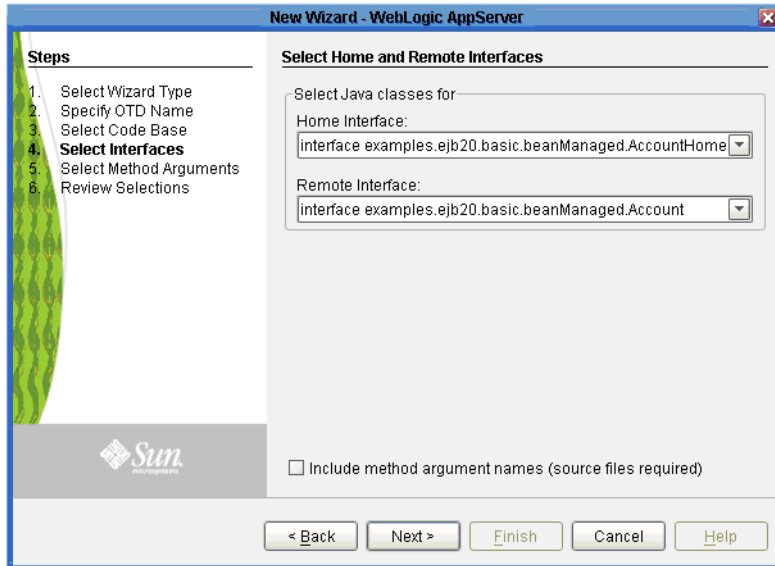 New Wizard - WebLogic AppServer
Steps
1. Select Wizard Type
2. Specify OTD Name
3. Select Code Base
4. Select Interfaces
5. Select Method Arguments
6. Review Selections
Sun
microsystems
Select Home and Remote Interfaces
Select Java classes for
Home Interface:
interface examples.ejb20.basic.beanManaged.AccountHome
Remote Interface:
interface examples.ejb20.basic.beanManaged.Account
Include method argument names (source files required)
< Back Next > Finish Cancel Help